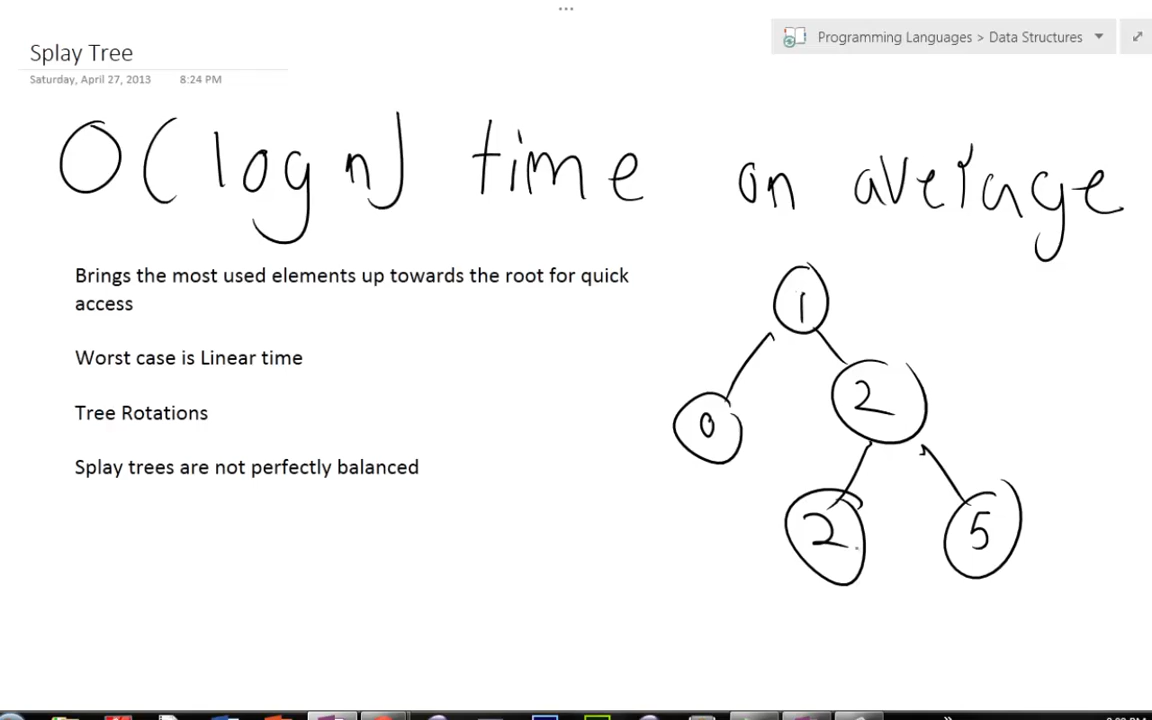 Programming Languages > Data Structures
Splay Tree
Saturday, April 27, 2013 8:24 PM
O(log n) time on average
Brings the most used elements up towards the root for quick
access
Worst case is Linear time
Tree Rotations
Splay trees are not perfectly balanced
1
0 2
2 5